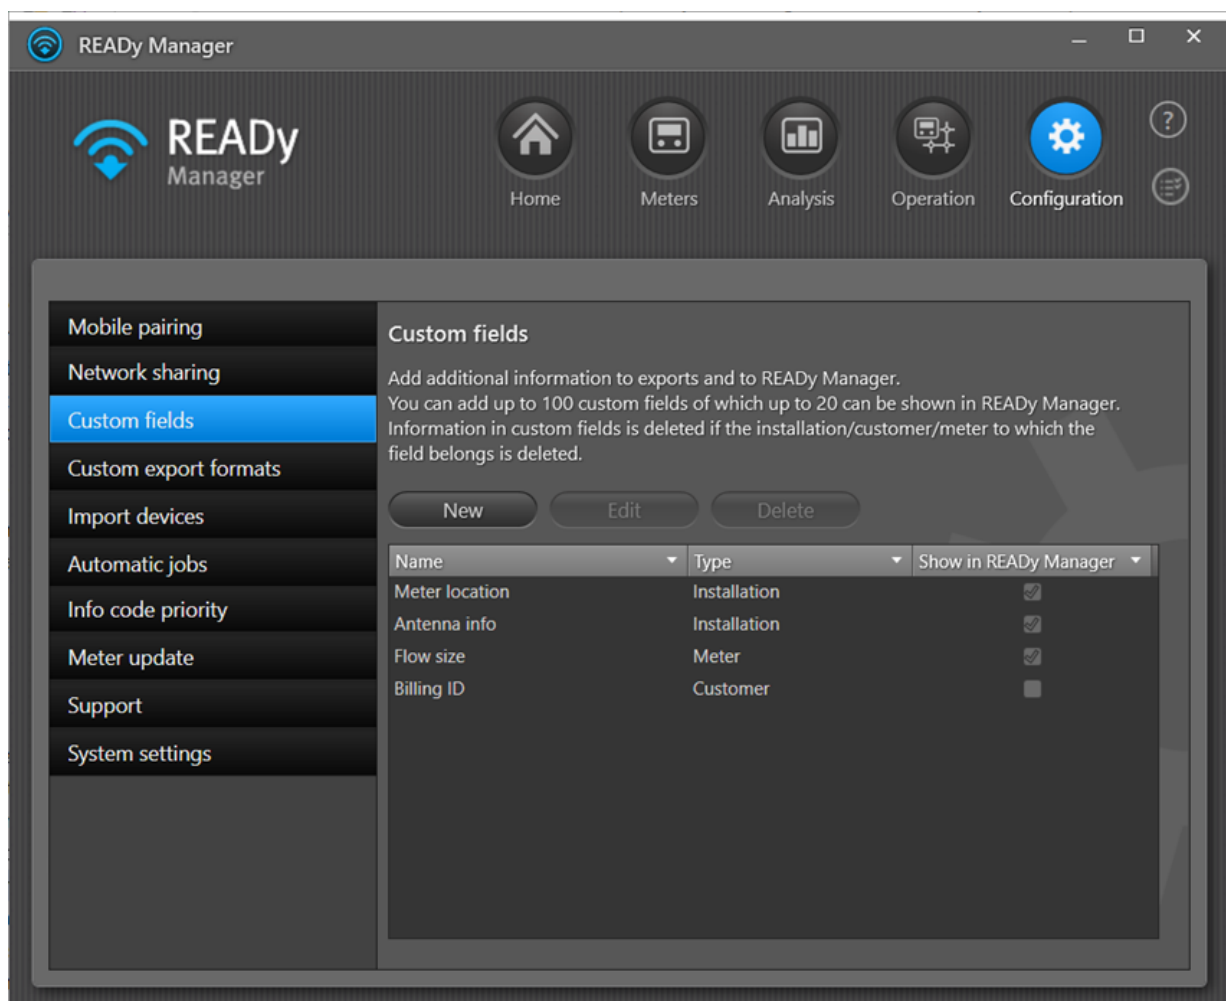 READy Manager
READy
Manager
?
Home Meters Analysis Operation Configuration
Mobile pairing
Network sharing
Custom fields
Custom export formats
Import devices
Automatic jobs
Info code priority
Meter update
Support
System settings
Custom fields
Add additional information to exports and to READy Manager.
You can add up to 100 custom fields of which up to 20 can be shown in READy Manager.
Information in custom fields is deleted if the installation/customer/meter to which the
field belongs is deleted.
New Edit Delete
Name Type Show in READy Manager
Meter location Installation
Antenna info Installation
Flow size Meter
Billing ID Customer